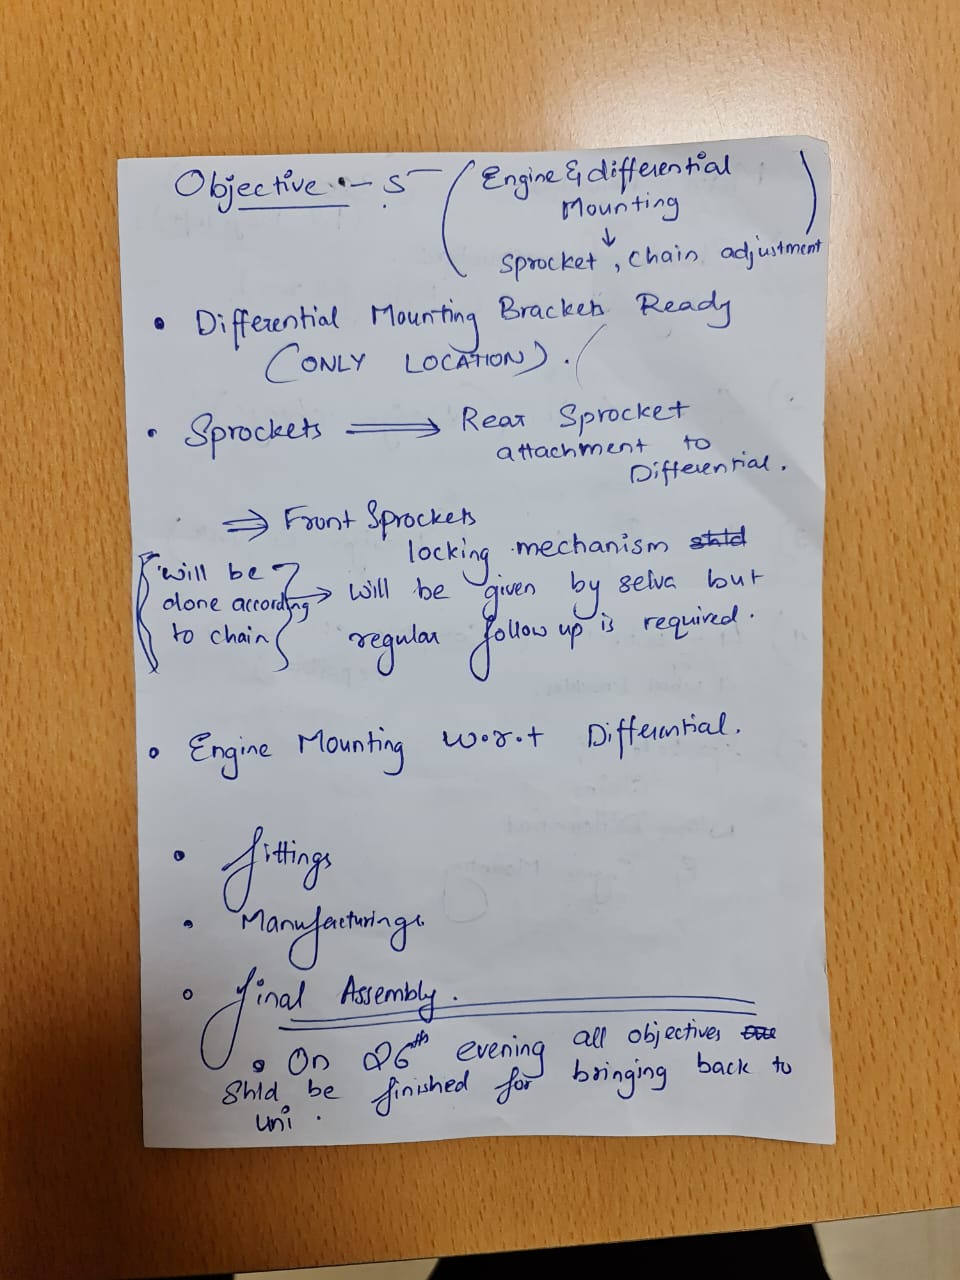 Objective :- 5 - (Engine & differential
Mounting
↓
Sprocket, chain adjustment)
• Differential Mounting Brackets Ready
(ONLY LOCATION).
• Sprockets ⟹ Rear Sprocket
attachment to
Differential.
⟹ Front Sprockets
locking mechanism
{will be
done according
to chain} → will be given by selva but
regular follow up is required.
• Engine Mounting w.r.t Differential.
• fittings
• Manufacturings
• final Assembly.
• On 26th evening all objectives
Shld be finished for bringing back to
uni.